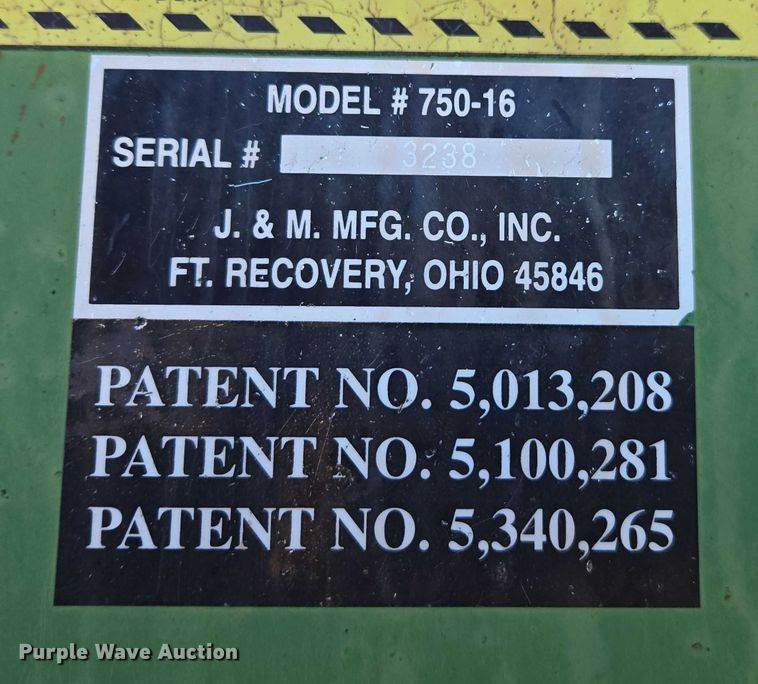 MODEL # 750-16
SERIAL # 3238
J. & M. MFG. CO., INC.
FT. RECOVERY, OHIO 45846
PATENT NO. 5,013,208
PATENT NO. 5,100,281
PATENT NO. 5,340,265
Purple Wave Auction